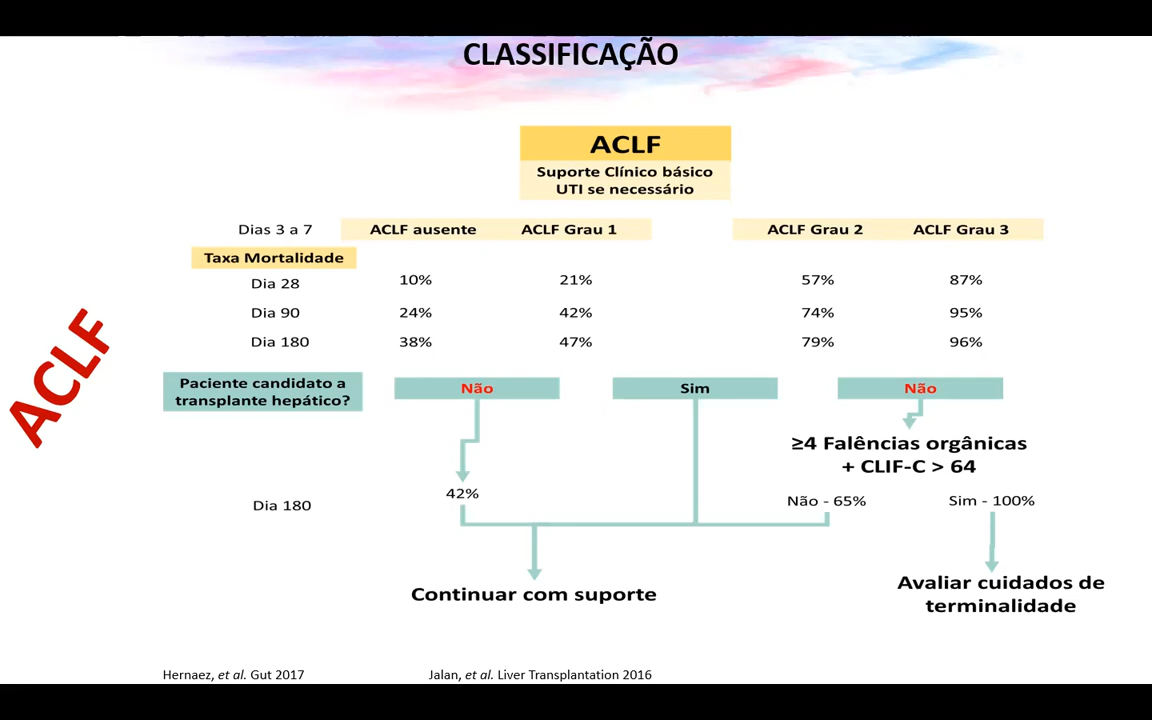 CLASSIFICAÇÃO
ACLF
Suporte Clínico básico
UTI se necessário
Dias 3 a 7 ACLF ausente ACLF Grau 1 ACLF Grau 2 ACLF Grau 3
Taxa Mortalidade
Dia 28 10% 21% 57% 87%
Dia 90 24% 42% 74% 95%
Dia 180 38% 47% 79% 96%
ACLF
Paciente candidato a
transplante hepático?
Não Sim Não
≥4 Falências orgânicas
+ CLIF-C > 64
Dia 180 42% Não - 65% Sim - 100%
Continuar com suporte
Avaliar cuidados de
terminalidade
Hernaez, et al. Gut 2017 Jalan, et al. Liver Transplantation 2016